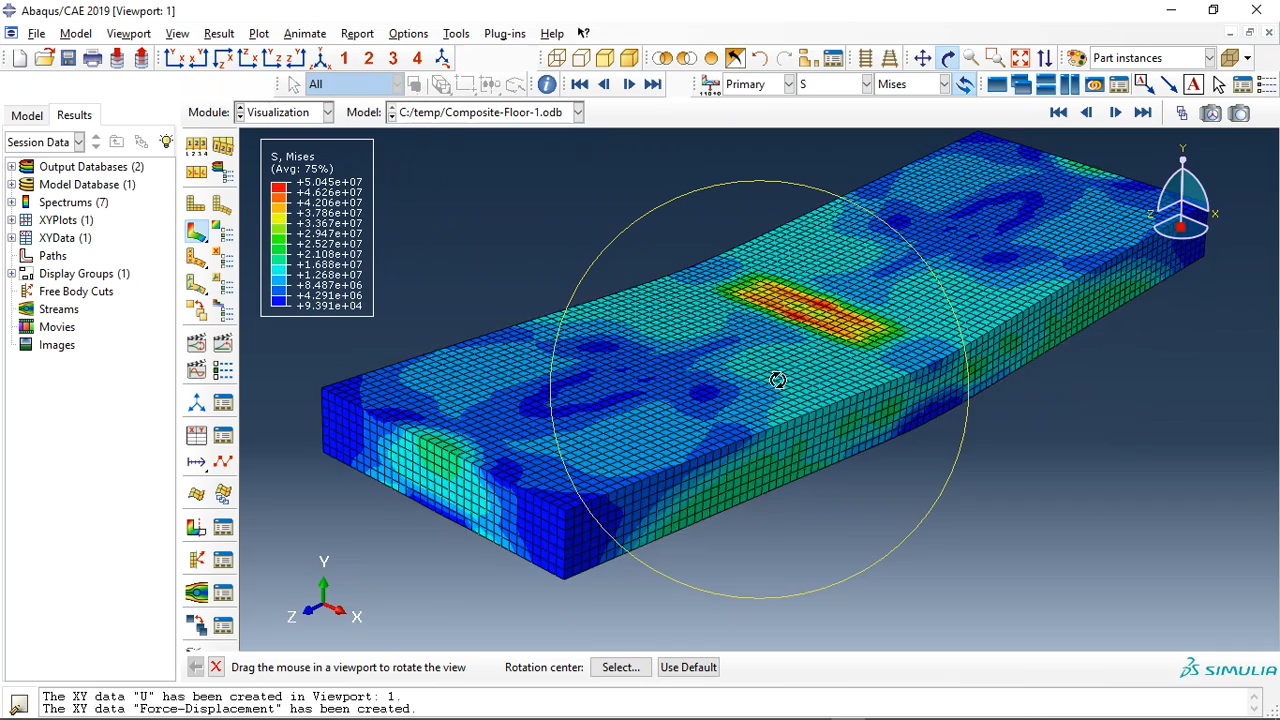 Abaqus/CAE 2019 [Viewport: 1]
File Model Viewport View Result Plot Animate Report Options Tools Plug-ins Help
1 2 3 4 Part instances
All Primary S Mises
Model Results Module: Visualization Model: C:/temp/Composite-Floor-1.odb
Session Data
Output Databases (2)
Model Database (1)
Spectrums (7)
XYPlots (1)
XYData (1)
Paths
Display Groups (1)
Free Body Cuts
Streams
Movies
Images
S, Mises
(Avg: 75%)
+5.045e+07
+4.626e+07
+4.206e+07
+3.786e+07
+3.367e+07
+2.947e+07
+2.527e+07
+2.108e+07
+1.688e+07
+1.268e+07
+8.487e+06
+4.291e+06
+9.391e+04
Y
Z X
Y
Z X
Drag the mouse in a viewport to rotate the view Rotation center: Select... Use Default
SIMULIA
The XY data "U" has been created in Viewport: 1.
The XY data "Force-Displacement" has been created.